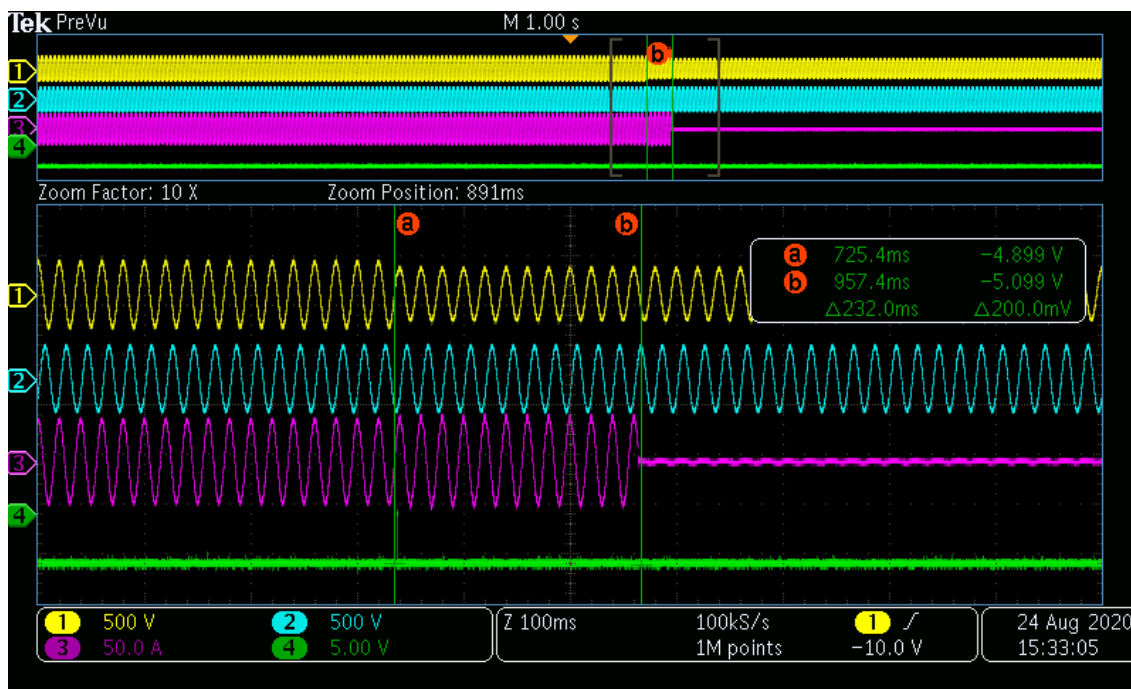 Tek PreVu M 1.00 s
b
1
2
3
4
Zoom Factor: 10 X Zoom Position: 891ms
a b
a 725.4ms −4.899 V
b 957.4ms −5.099 V
△232.0ms △200.0mV
1
2
3
4
1 500 V 2 500 V Z 100ms 100kS/s 1 24 Aug 2020
3 50.0 A 4 5.00 V 1M points −10.0 V 15:33:05